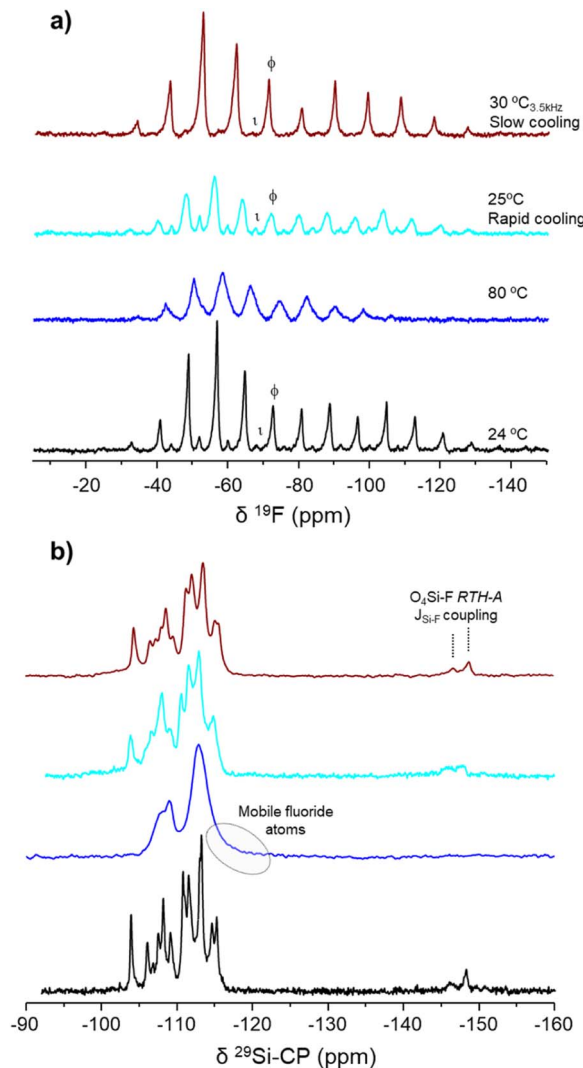 a)
ϕ
30 °C3.5kHz
Slow cooling
ι
ϕ
25°C
Rapid cooling
ι
80 °C
ϕ
ι
24 °C
-20 -40 -60 -80 -100 -120 -140
δ 19F (ppm)
b)
O4Si-F RTH-A
JSi-F coupling
Mobile fluoride
atoms
-90 -100 -110 -120 -130 -140 -150 -160
δ 29Si-CP (ppm)